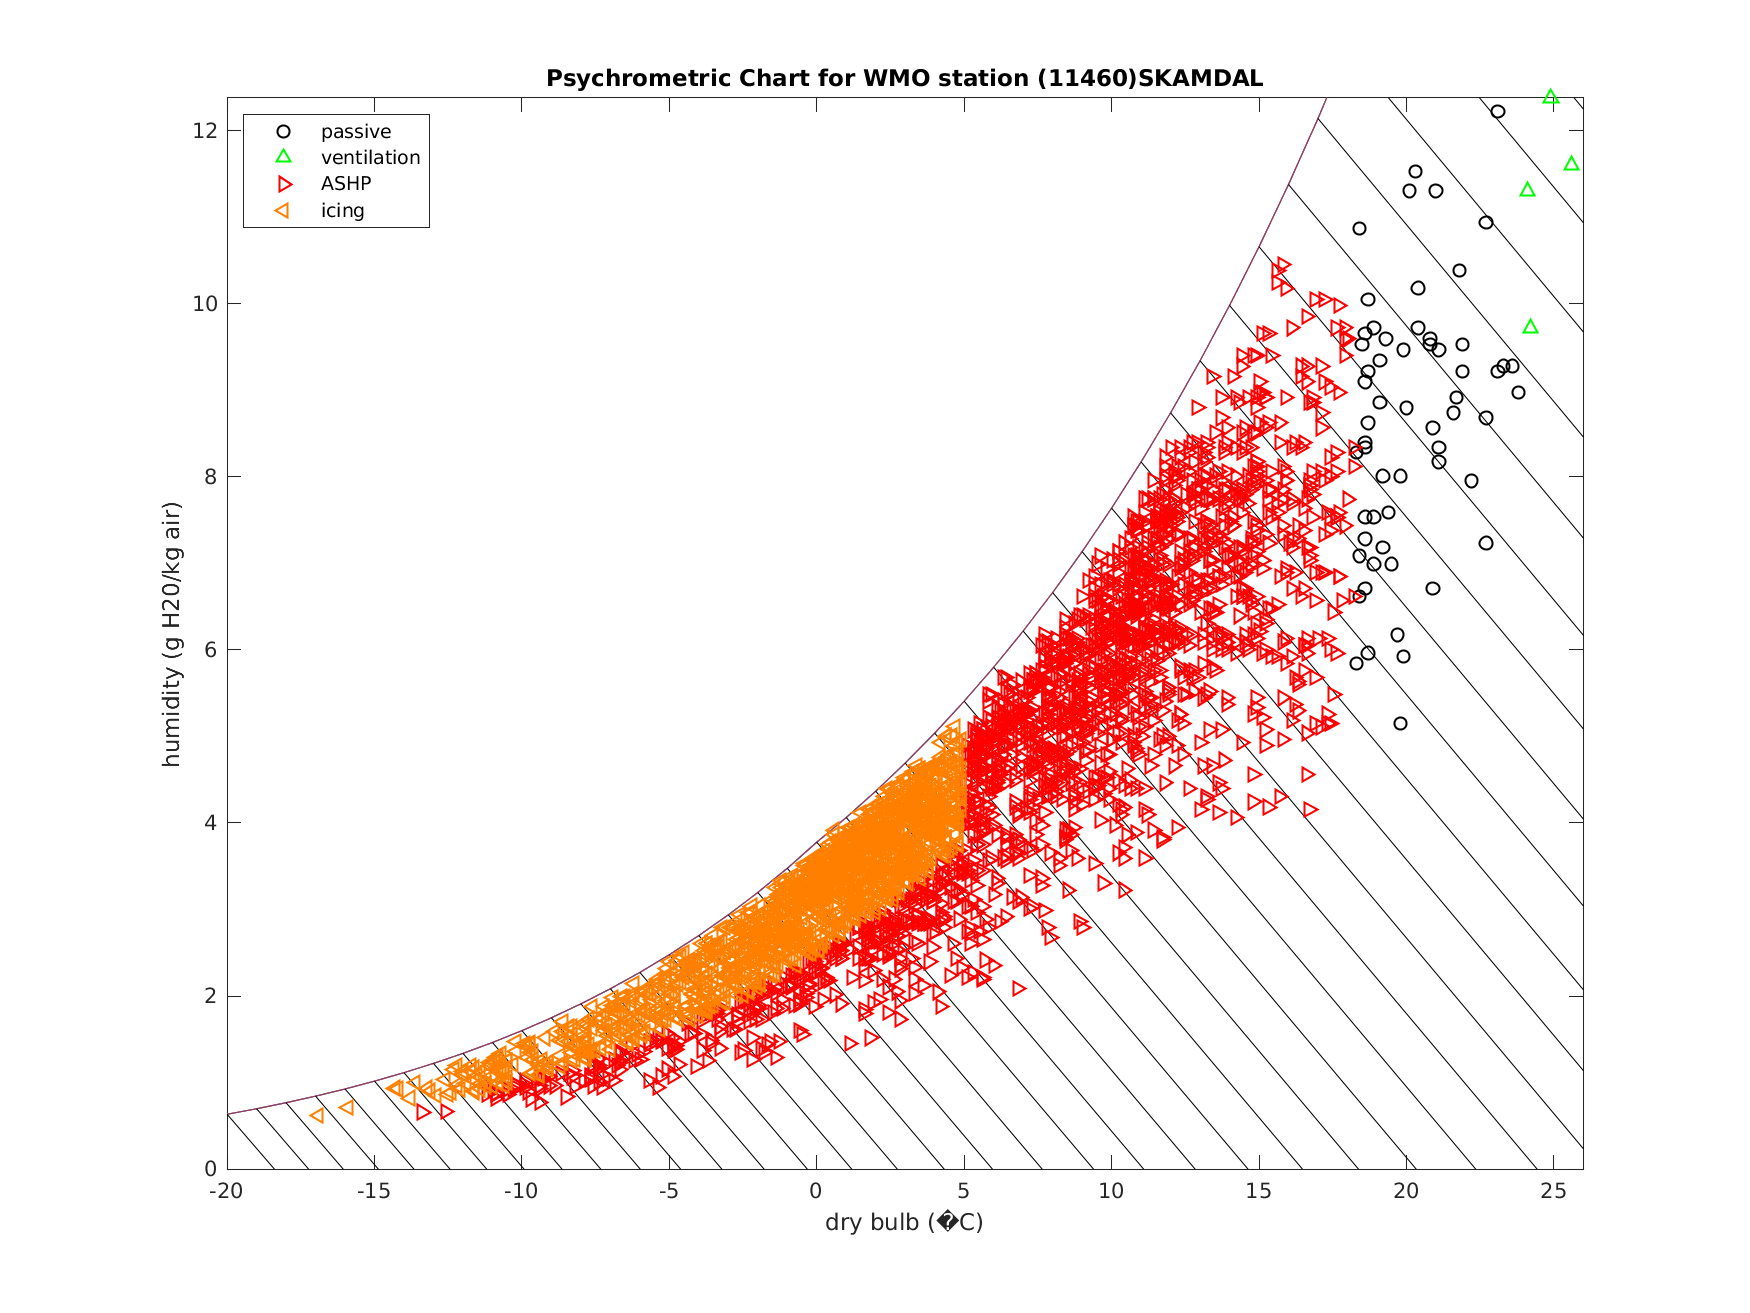 Psychrometric Chart for WMO station (11460)SKAMDAL
passive
ventilation
ASHP
icing
humidity (g H20/kg air)
12
10
8
6
4
2
0
-20 -15 -10 -5 0 5 10 15 20 25
dry bulb (�C)